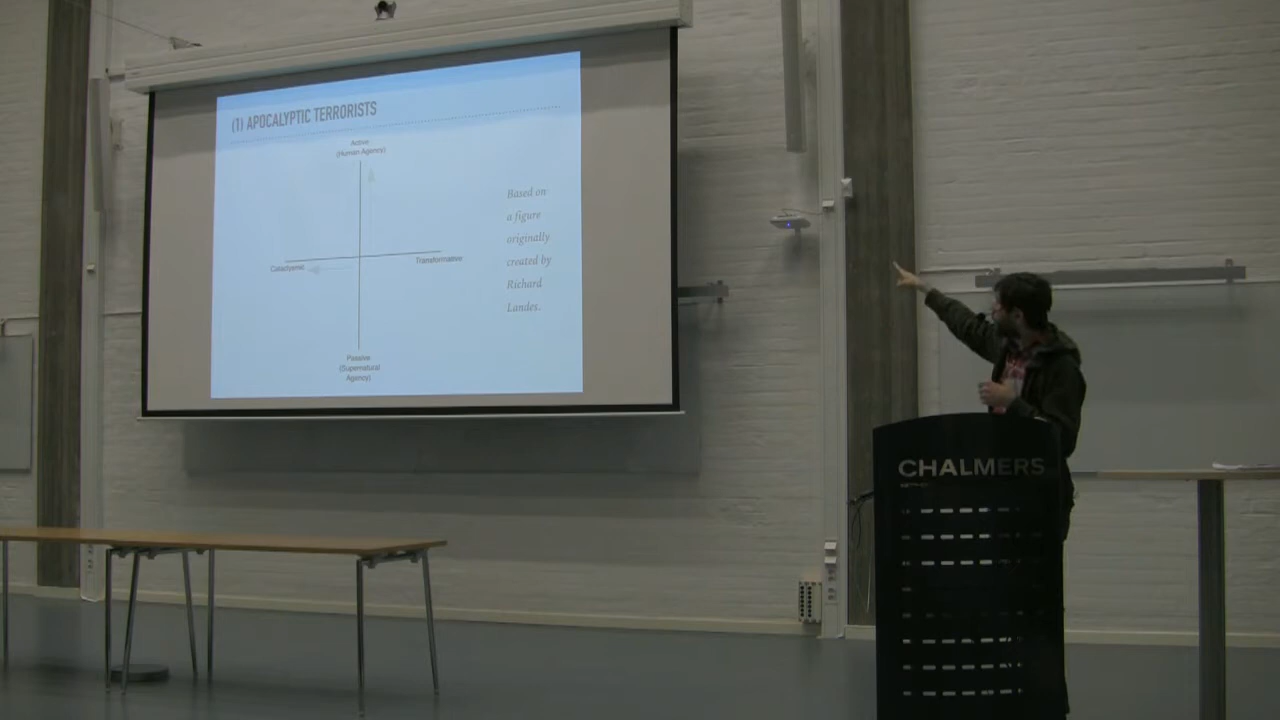 (1) APOCALYPTIC TERRORISTS
Active
(Human Agency)
Cataclysmic
Transformative
Passive
(Supernatural
Agency)
Based on
a figure
originally
created by
Richard
Landes.
CHALMERS